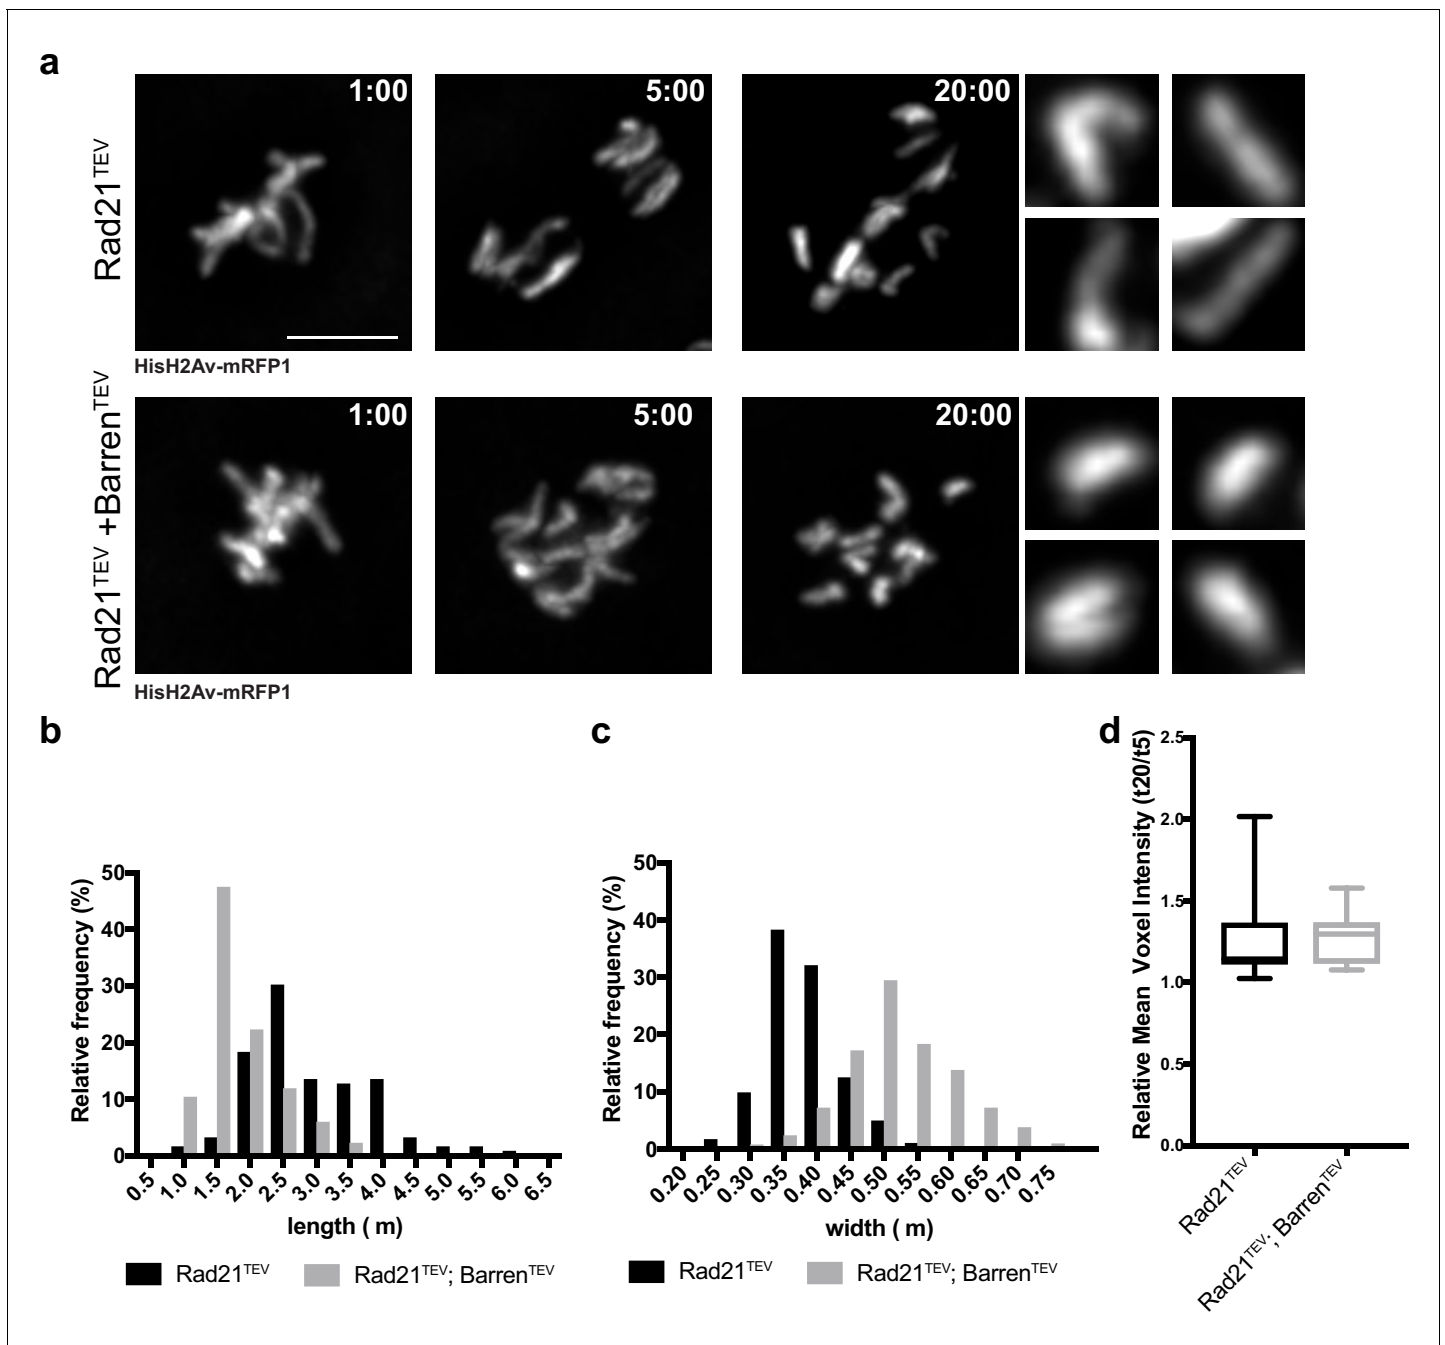 a
Rad21TEV
1:00
5:00
20:00
HisH2Av-mRFP1
Rad21TEV +BarrenTEV
1:00
5:00
20:00
HisH2Av-mRFP1
b
Relative frequency (%)
50
40
30
20
10
0
0.5 1.0 1.5 2.0 2.5 3.0 3.5 4.0 4.5 5.0 5.5 6.0 6.5
length ( m)
Rad21TEV
Rad21TEV; BarrenTEV
c
Relative frequency (%)
50
40
30
20
10
0
0.20 0.25 0.30 0.35 0.40 0.45 0.50 0.55 0.60 0.65 0.70 0.75
width ( m)
Rad21TEV
Rad21TEV; BarrenTEV
d
Relative Mean Voxel Intensity (t20/t5)
2.5
2.0
1.5
1.0
0.5
0.0
Rad21TEV
Rad21TEV; BarrenTEV